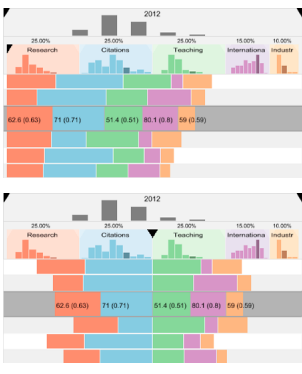 2012
25.00% 25.00% 25.00% 15.00% 10.00%
Research Citations Teaching Internationa Industr
62.6 (0.63) 71 (0.71) 51.4 (0.51) 80.1 (0.8) 59 (0.59)
2012
25.00% 25.00% 25.00% 15.00% 10.00%
Research Citations Teaching Internationa Industr
62.6 (0.63) 71 (0.71) 51.4 (0.51) 80.1 (0.8) 59 (0.59)